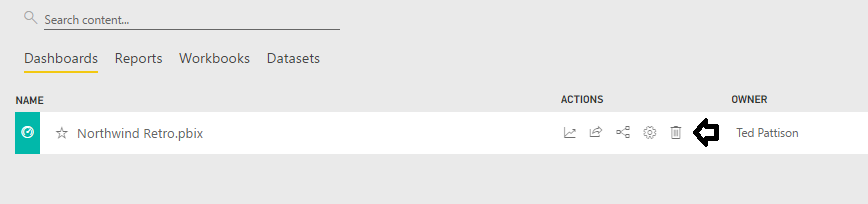 Search content...
Dashboards Reports Workbooks Datasets
NAME ACTIONS OWNER
Northwind Retro.pbix Ted Pattison